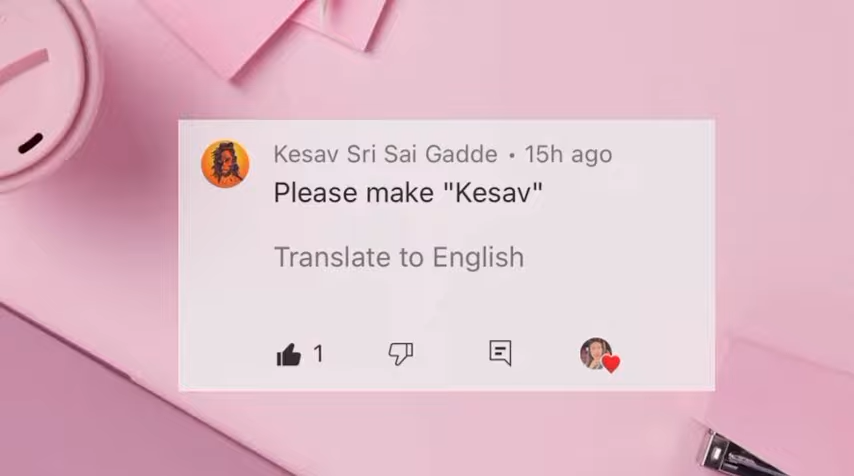 Kesav Sri Sai Gadde • 15h ago
Please make "Kesav"
Translate to English
1